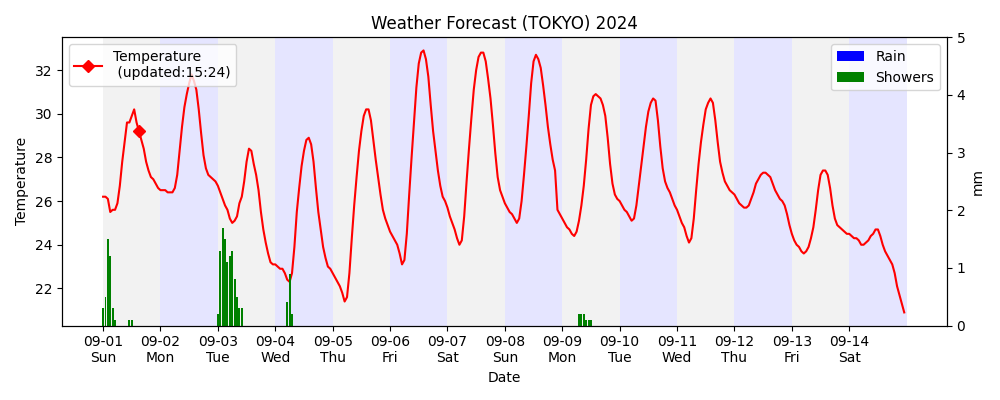 Weather Forecast (TOKYO) 2024
Temperature
(updated:15:24)
Rain
Showers
Temperature
32
30
28
26
24
22
5
4
3
2
1
0
mm
09-01 09-02 09-03 09-04 09-05 09-06 09-07 09-08 09-09 09-10 09-11 09-12 09-13 09-14
Sun Mon Tue Wed Thu Fri Sat Sun Mon Tue Wed Thu Fri Sat
Date